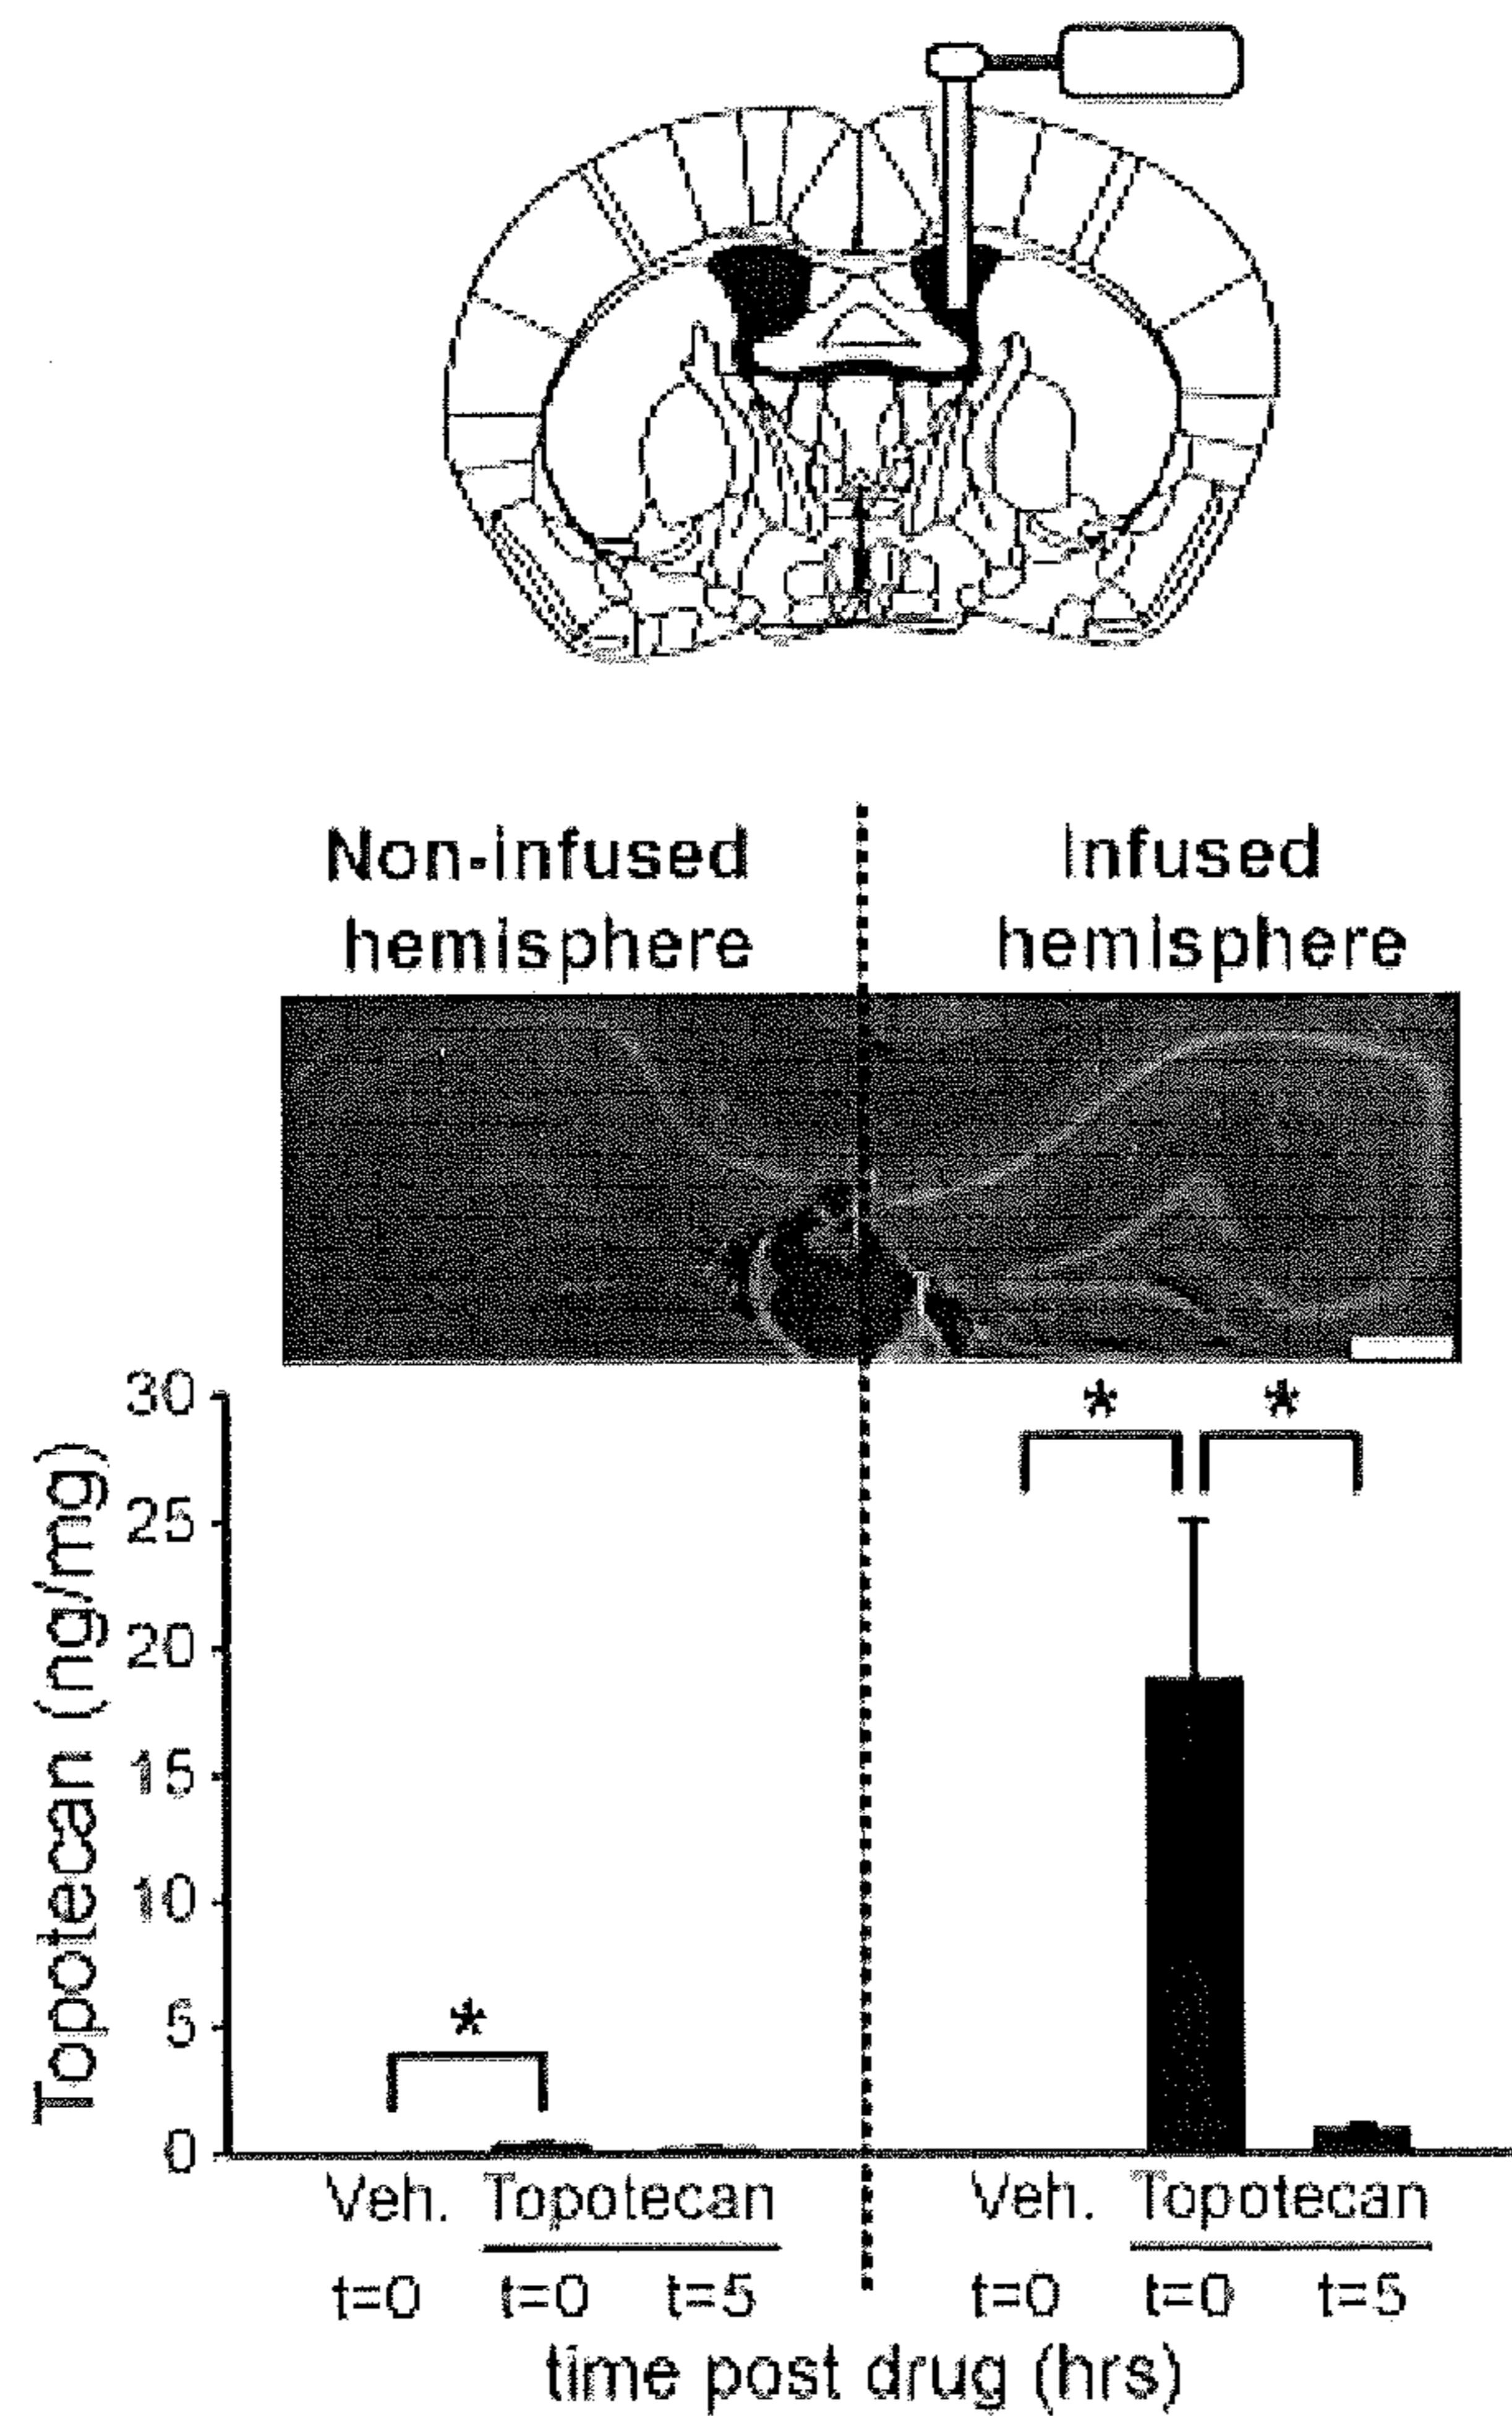 Non-infused hemisphere
Infused hemisphere
* *
30
25
20
15
10
5
0
Topotecan (ng/mg)
*
Veh. Topotecan Veh. Topotecan
t=0 t=0 t=5 t=0 t=0 t=5
time post drug (hrs)